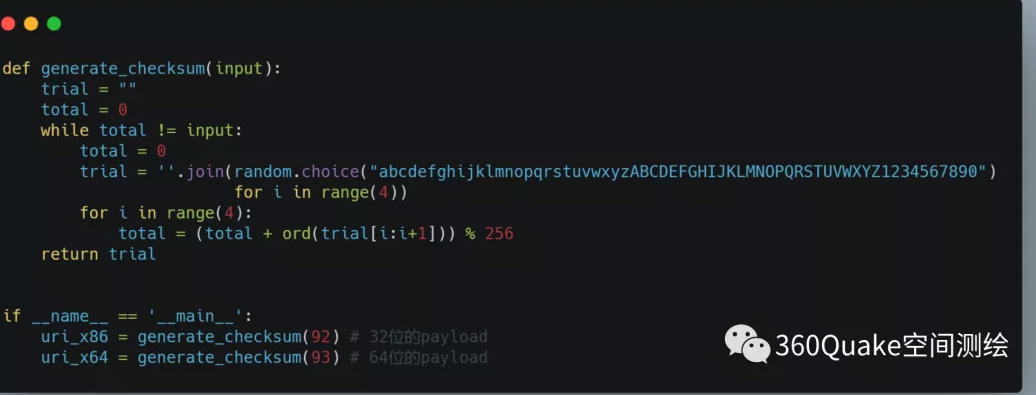 def generate_checksum(input):
    trial = ""
    total = 0
    while total != input:
        total = 0
        trial = ''.join(random.choice("abcdefghijklmnopqrstuvwxyzABCDEFGHIJKLMNOPQRSTUVWXYZ1234567890")
                        for i in range(4))
        for i in range(4):
            total = (total + ord(trial[i:i+1])) % 256
    return trial
if __name__ == '__main__':
    uri_x86 = generate_checksum(92) # 32位的payload
    uri_x64 = generate_checksum(93) # 64位的payload
360Quake空间测绘